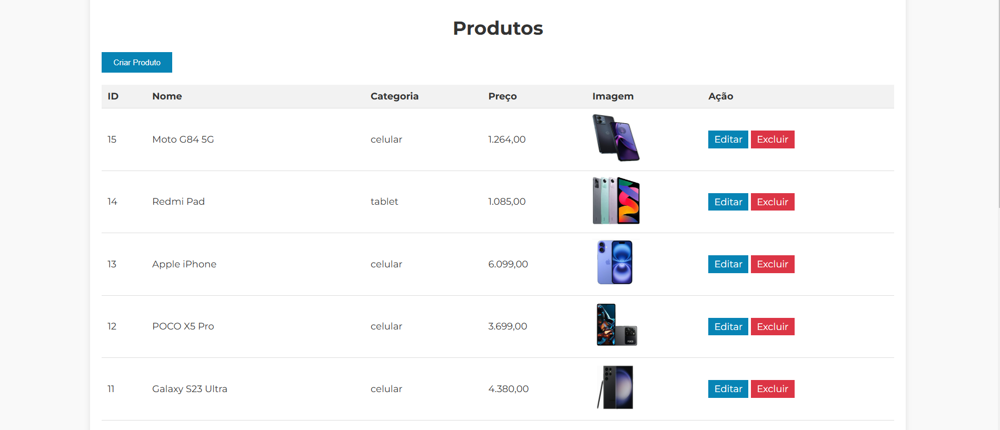 Produtos
Criar Produto
ID Nome Categoria Preço Imagem Ação
15 Moto G84 5G celular 1.264,00 Editar Excluir
14 Redmi Pad tablet 1.085,00 Editar Excluir
13 Apple iPhone celular 6.099,00 Editar Excluir
12 POCO X5 Pro celular 3.699,00 POCO Editar Excluir
11 Galaxy S23 Ultra celular 4.380,00 Editar Excluir